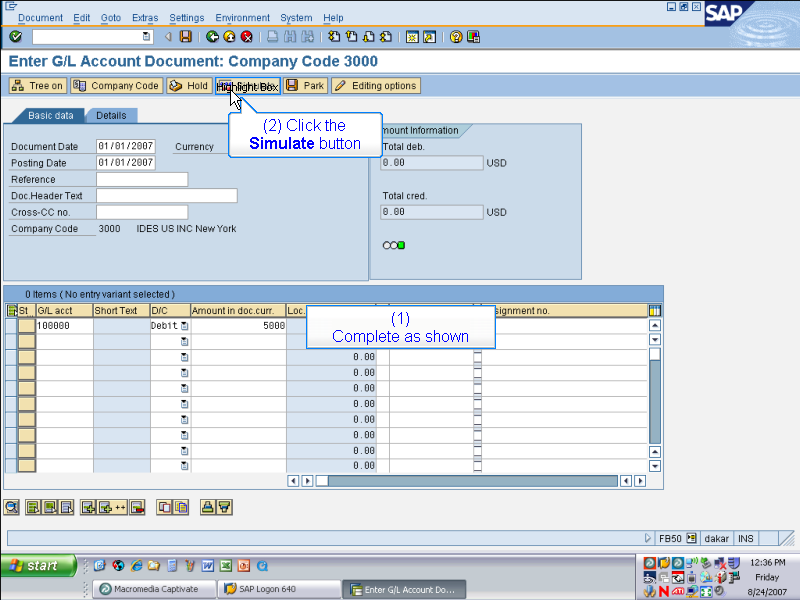 Document Edit Goto Extras Settings Environment System Help
SAP
Enter G/L Account Document: Company Code 3000
Tree on Company Code Hold Highlight Box Park Editing options
(2) Click the
Simulate button
Basic data Details
mount Information
Document Date 01/01/2007 Currency
Total deb.
Posting Date 01/01/2007
0.00 USD
Reference
Doc.Header Text
Total cred.
Cross-CC no.
0.00 USD
Company Code 3000 IDES US INC New York
0 Items ( No entry variant selected )
St.. G/L acct Short Text D/C Amount in doc.curr. Loc. signment no.
100000 Debit 5000
(1)
Complete as shown
0.00
0.00
0.00
0.00
0.00
0.00
0.00
0.00
FB50 dakar INS
start
12:36 PM
Friday
8/24/2007
Macromedia Captivate SAP Logon 640 Enter G/L Account Do...